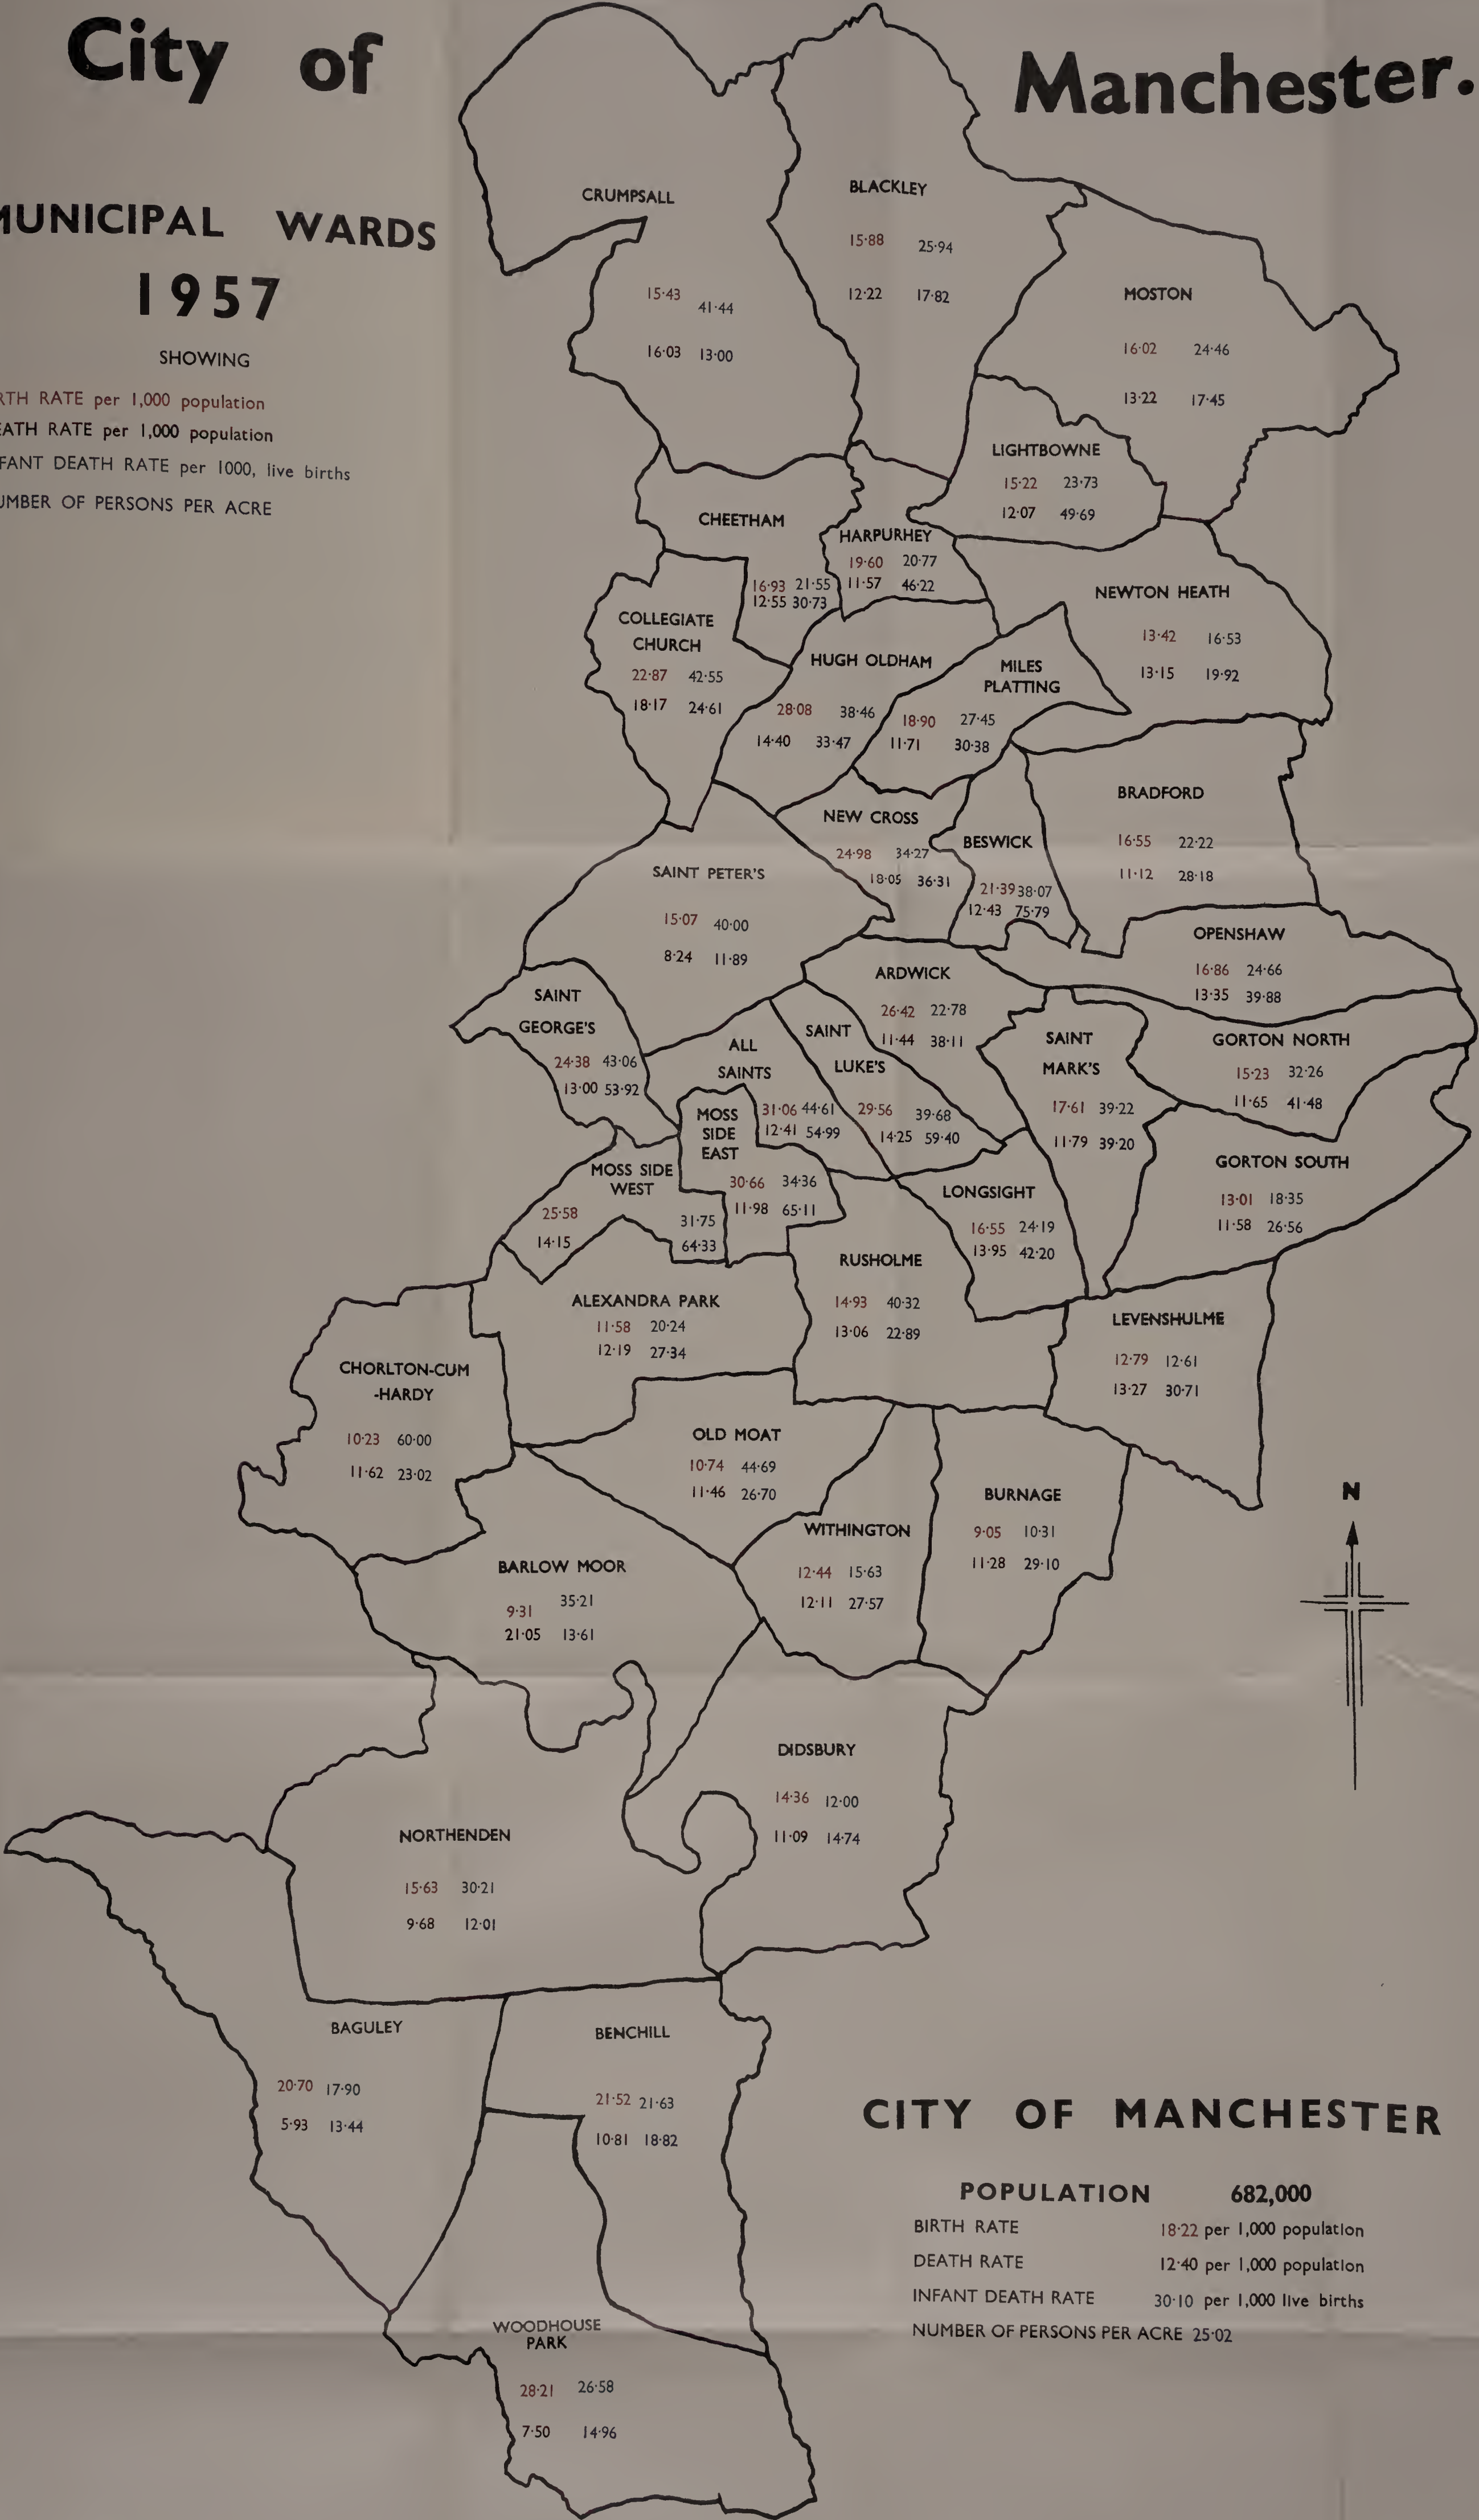 City of Manchester.
MUNICIPAL WARDS
1957
SHOWING
RTH RATE per 1,000 population
EATH RATE per 1,000 population
FANT DEATH RATE per 1000, live births
UMBER OF PERSONS PER ACRE
CRUMPSALL
15·43 41·44
16·03 13·00
BLACKLEY
15·88 25·94
12·22 17·82
MOSTON
16·02 24·46
13·22 17·45
LIGHTBOWNE
15·22 23·73
12·07 49·69
CHEETHAM
16·93 21·55
12·55 30·73
HARPURHEY
19·60 20·77
11·57 46·22
NEWTON HEATH
13·42 16·53
13·15 19·92
COLLEGIATE
CHURCH
22·87 42·55
18·17 24·61
HUGH OLDHAM
28·08 38·46
14·40 33·47
MILES
PLATTING
18·90 27·45
11·71 30·38
BRADFORD
16·55 22·22
11·12 28·18
NEW CROSS
24·98 34·27
18·05 36·31
BESWICK
21·39 38·07
12·43 75·79
SAINT PETER'S
15·07 40·00
8·24 11·89
OPENSHAW
16·86 24·66
13·35 39·88
ARDWICK
26·42 22·78
11·44 38·11
SAINT
GEORGE'S
24·38 43·06
13·00 53·92
ALL
SAINTS
31·06 44·61
12·41 54·99
SAINT
LUKE'S
29·56 39·68
14·25 59·40
SAINT
MARK'S
17·61 39·22
11·79 39·20
GORTON NORTH
15·23 32·26
11·65 41·48
GORTON SOUTH
13·01 18·35
11·58 26·56
MOSS
SIDE
EAST
30·66 34·36
11·98 65·11
MOSS SIDE
WEST
25·58 31·75
14·15 64·33
LONGSIGHT
16·55 24·19
13·95 42·20
RUSHOLME
14·93 40·32
13·06 22·89
ALEXANDRA PARK
11·58 20·24
12·19 27·34
LEVENSHULME
12·79 12·61
13·27 30·71
CHORLTON-CUM
-HARDY
10·23 60·00
11·62 23·02
OLD MOAT
10·74 44·69
11·46 26·70
BURNAGE
9·05 10·31
11·28 29·10
N
WITHINGTON
12·44 15·63
12·11 27·57
BARLOW MOOR
9·31 35·21
21·05 13·61
DIDSBURY
14·36 12·00
11·09 14·74
NORTHENDEN
15·63 30·21
9·68 12·01
BAGULEY
20·70 17·90
5·93 13·44
BENCHILL
21·52 21·63
10·81 18·82
WOODHOUSE
PARK
28·21 26·58
7·50 14·96
CITY OF MANCHESTER
POPULATION 682,000
BIRTH RATE 18·22 per 1,000 population
DEATH RATE 12·40 per 1,000 population
INFANT DEATH RATE 30·10 per 1,000 live births
NUMBER OF PERSONS PER ACRE 25·02